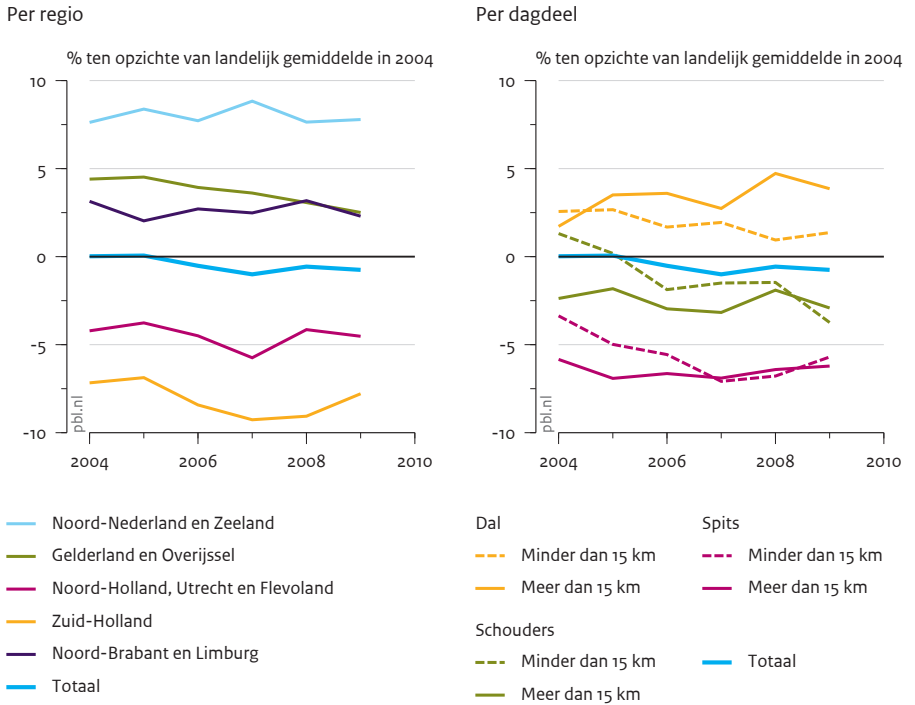 Per regio
% ten opzichte van landelijk gemiddelde in 2004
10
5
0
-5
-10
pbl.nl
2004 2006 2008 2010
Noord-Nederland en Zeeland
Gelderland en Overijssel
Noord-Holland, Utrecht en Flevoland
Zuid-Holland
Noord-Brabant en Limburg
Totaal
Per dagdeel
% ten opzichte van landelijk gemiddelde in 2004
10
5
0
-5
-10
pbl.nl
2004 2006 2008 2010
Dal
Minder dan 15 km
Meer dan 15 km
Schouders
Minder dan 15 km
Meer dan 15 km
Spits
Minder dan 15 km
Meer dan 15 km
Totaal